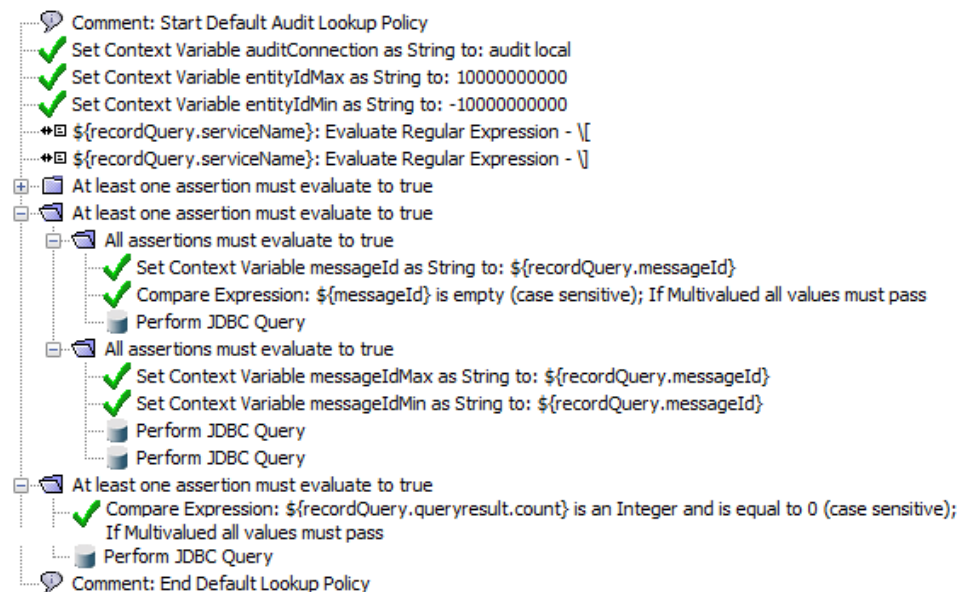 Comment: Start Default Audit Lookup Policy
Set Context Variable auditConnection as String to: audit local
Set Context Variable entityIdMax as String to: 10000000000
Set Context Variable entityIdMin as String to: -10000000000
${recordQuery.serviceName}: Evaluate Regular Expression - \[
${recordQuery.serviceName}: Evaluate Regular Expression - \]
At least one assertion must evaluate to true
At least one assertion must evaluate to true
All assertions must evaluate to true
Set Context Variable messageId as String to: ${recordQuery.messageId}
Compare Expression: ${messageId} is empty (case sensitive); If Multivalued all values must pass
Perform JDBC Query
All assertions must evaluate to true
Set Context Variable messageIdMax as String to: ${recordQuery.messageId}
Set Context Variable messageIdMin as String to: ${recordQuery.messageId}
Perform JDBC Query
Perform JDBC Query
At least one assertion must evaluate to true
Compare Expression: ${recordQuery.queryresult.count} is an Integer and is equal to 0 (case sensitive);
If Multivalued all values must pass
Perform JDBC Query
Comment: End Default Lookup Policy